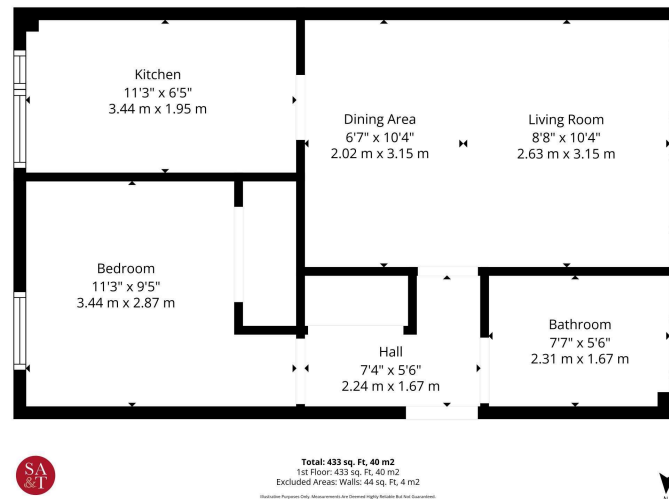 Kitchen
11'3" x 6'5"
3.44 m x 1.95 m
Dining Area
6'7" x 10'4"
2.02 m x 3.15 m
Living Room
8'8" x 10'4"
2.63 m x 3.15 m
Bedroom
11'3" x 9'5"
3.44 m x 2.87 m
Hall
7'4" x 5'6"
2.24 m x 1.67 m
Bathroom
7'7" x 5'6"
2.31 m x 1.67 m
SA
&T
Total: 433 sq. Ft, 40 m2
1st Floor: 433 sq. Ft, 40 m2
Excluded Areas: Walls: 44 sq. Ft, 4 m2
Illustrative Purposes Only. Measurements Are Deemed Highly Reliable But Not Guaranteed.